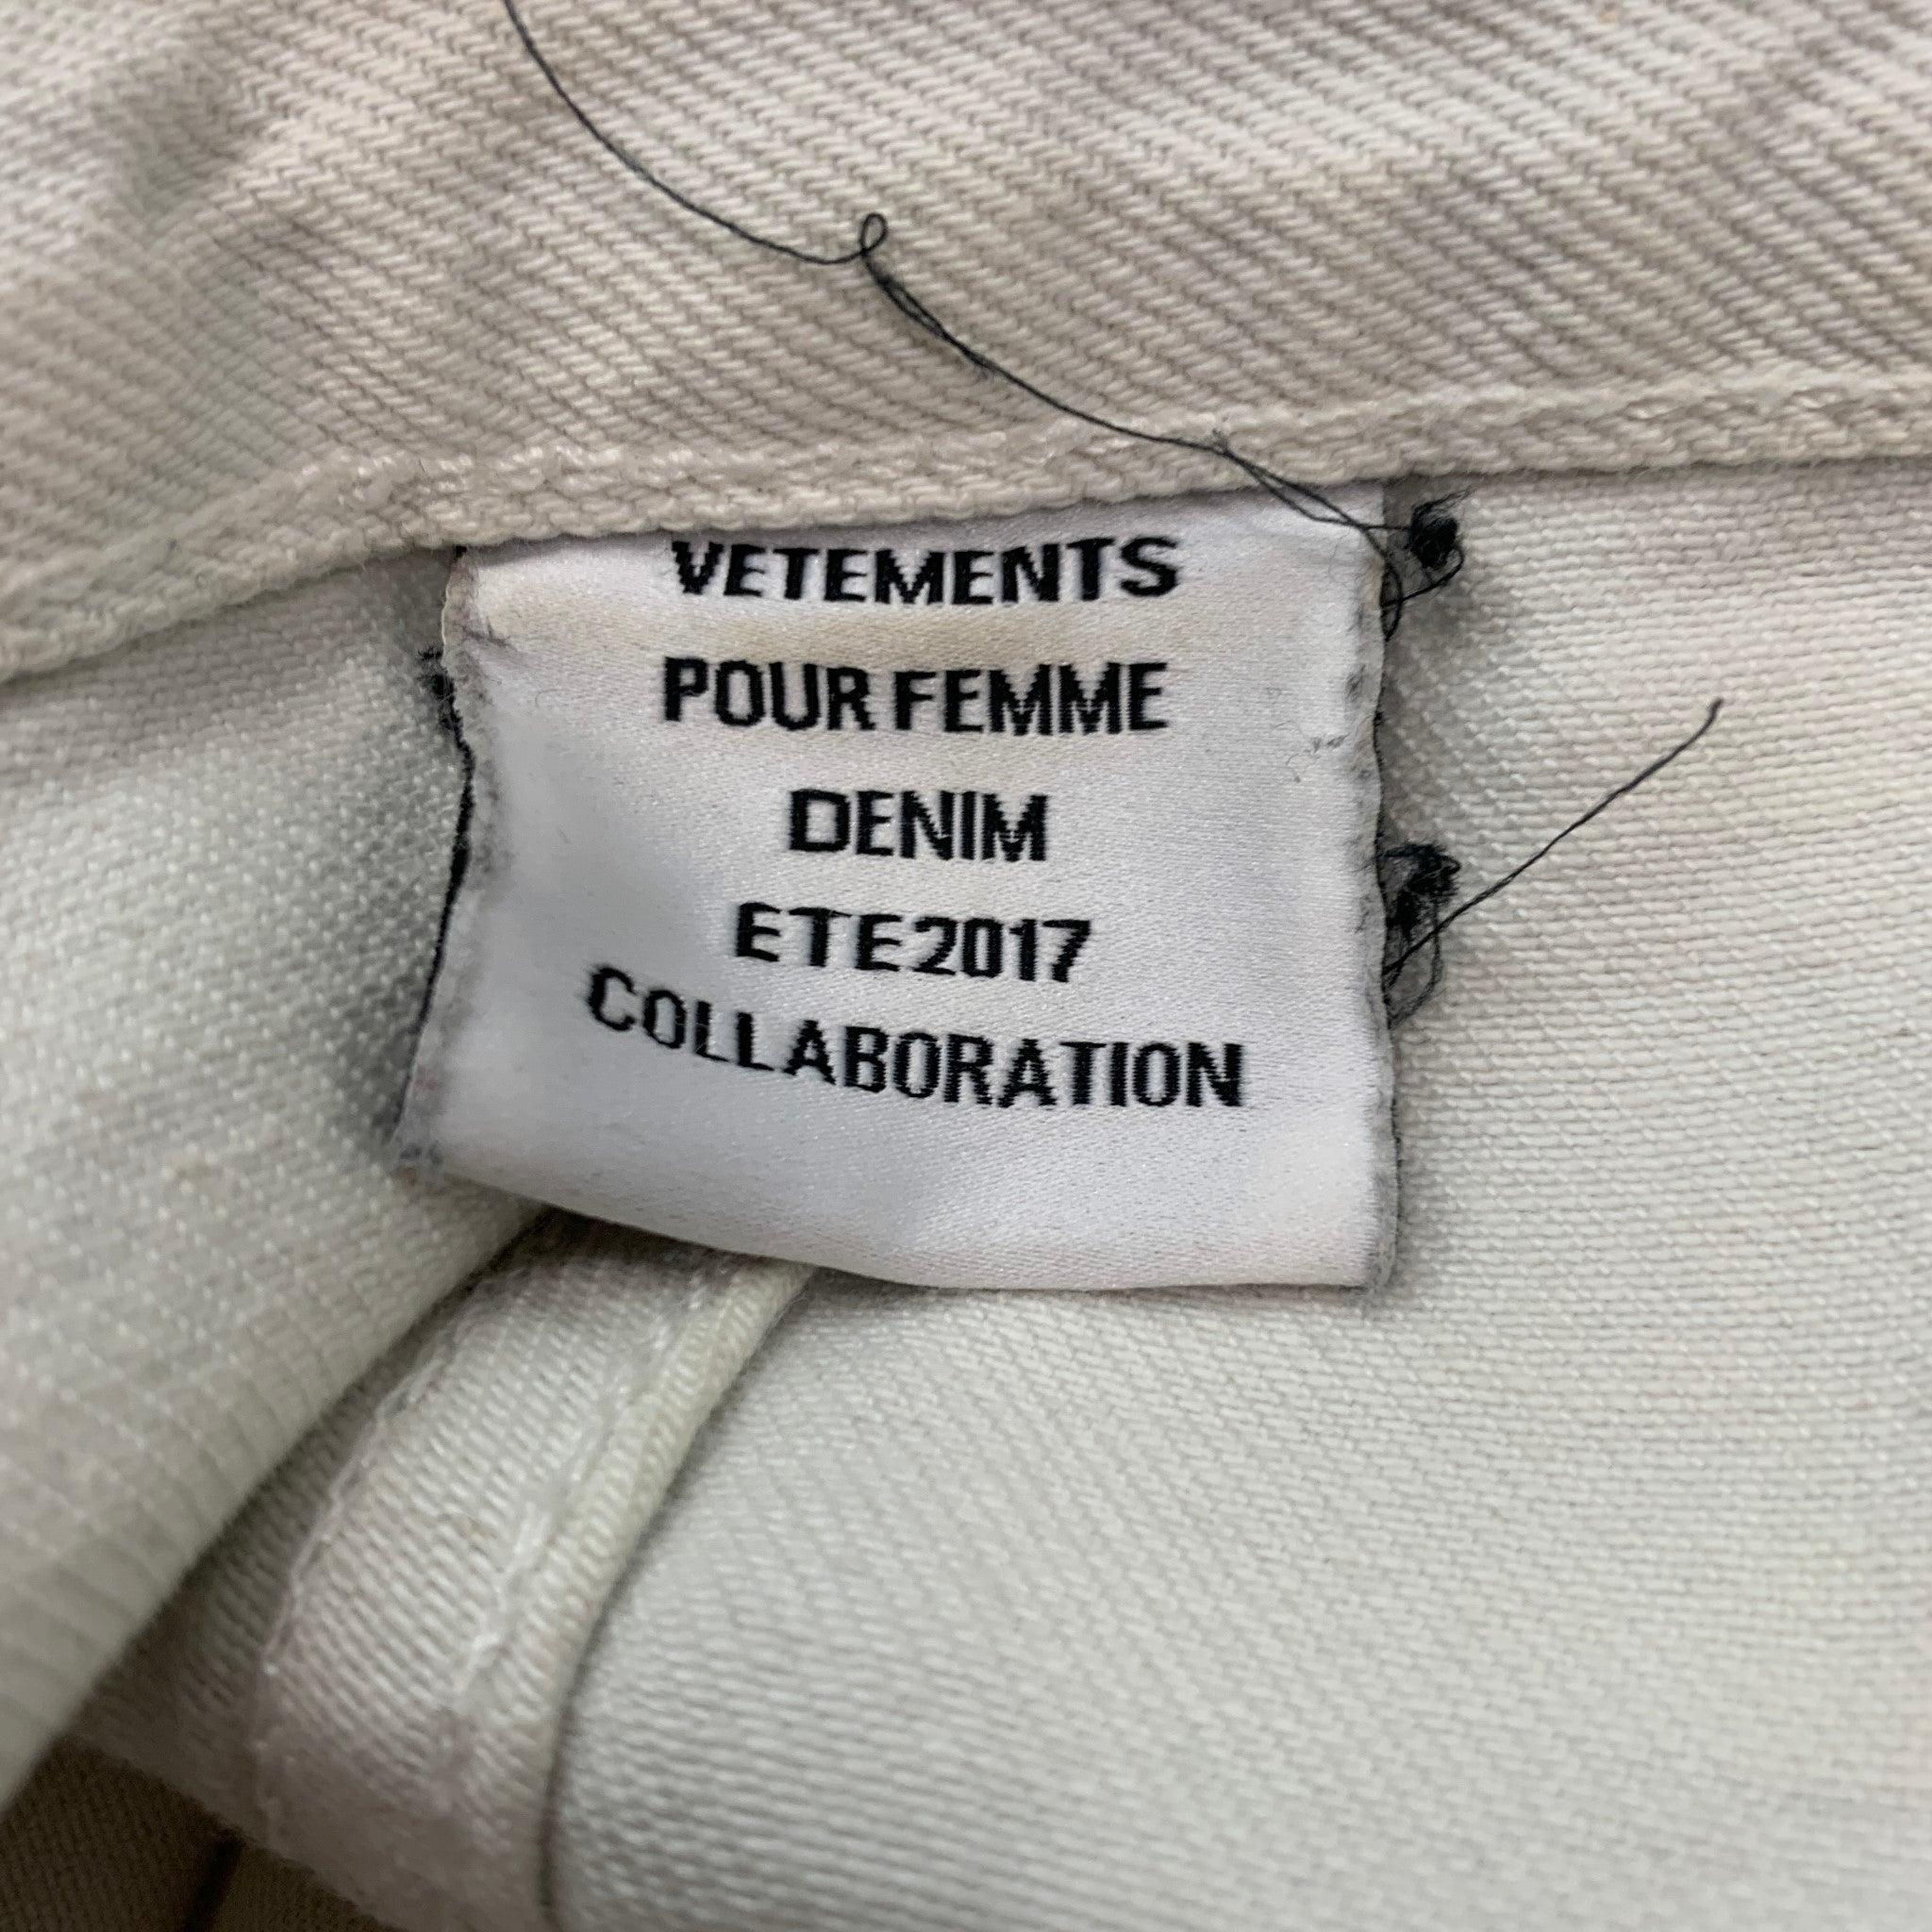 VETEMENTS
POUR FEMME
DENIM
ETE2017
COLLABORATION